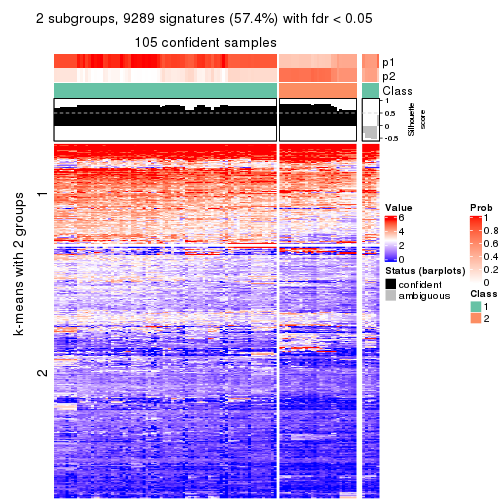 2 subgroups, 9289 signatures (57.4%) with fdr < 0.05
105 confident samples
p1
p2
Class
1
0.5
0
-0.5
Silhouette
score
k-means with 2 groups
1
2
Value
6
4
2
0
Status (barplots)
confident
ambiguous
Prob
1
0.8
0.6
0.4
0.2
0
Class
1
2